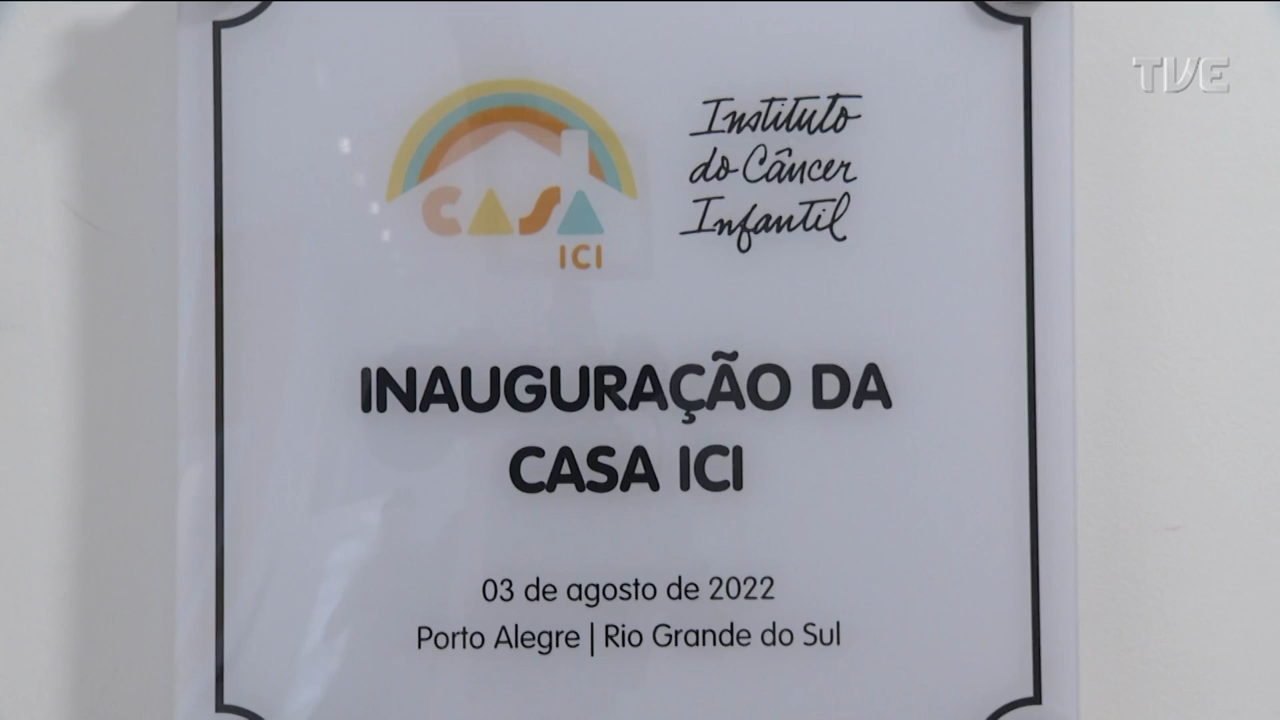 TVE
CASA
ICI
Instituto
do Câncer
Infantil
INAUGURAÇÃO DA
CASA ICI
03 de agosto de 2022
Porto Alegre | Rio Grande do Sul